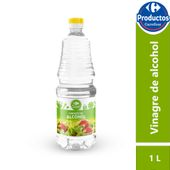 Productos
Carrefour
ALCOHOL
Vinagre de alcohol
1 L